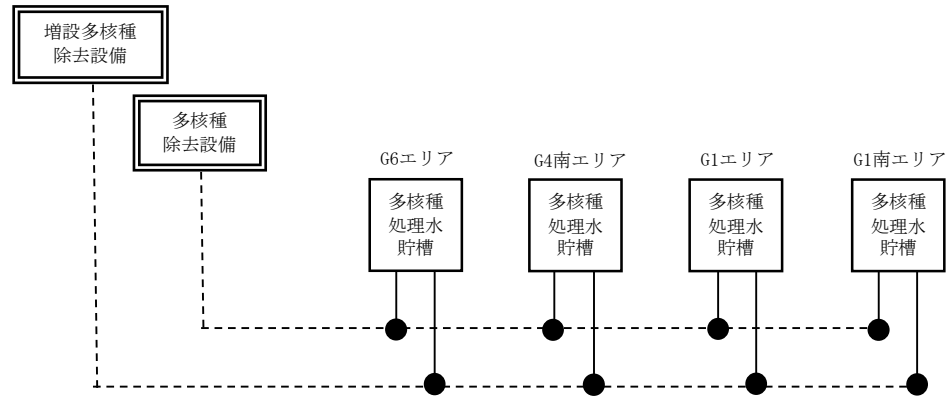 増設多核種
除去設備
多核種
除去設備
G6エリア
多核種
処理水
貯槽
G4南エリア
多核種
処理水
貯槽
G1エリア
多核種
処理水
貯槽
G1南エリア
多核種
処理水
貯槽